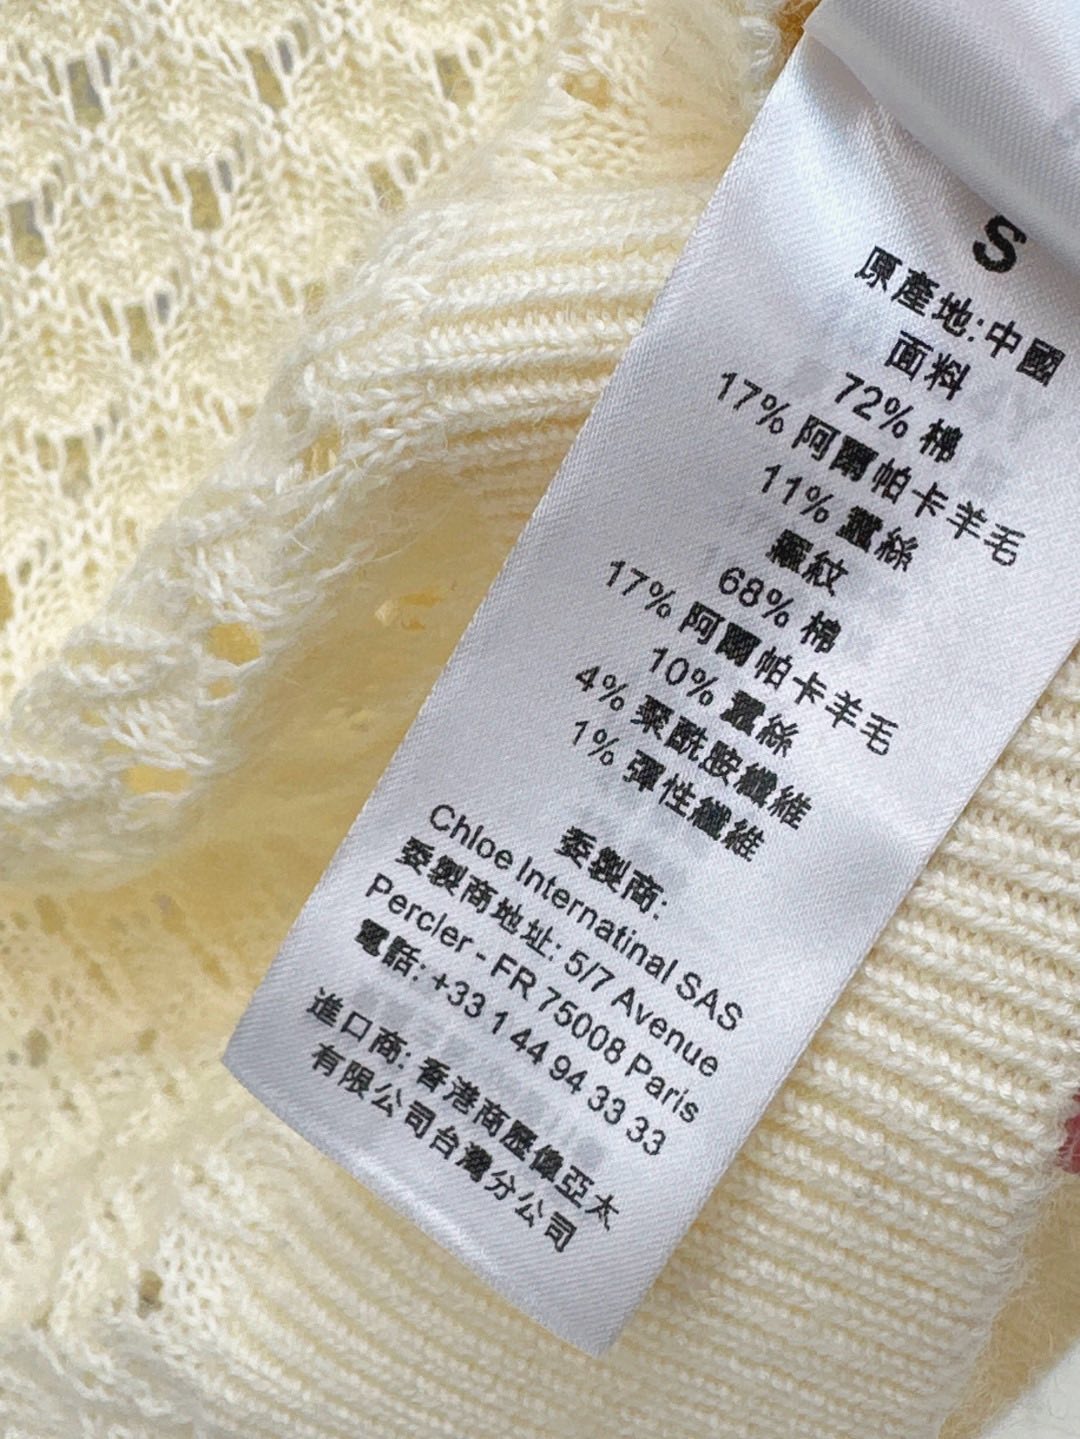 S
原產地:中國
面料
72% 棉
17% 阿爾帕卡羊毛
11% 蠶絲
羅紋
68% 棉
17% 阿爾帕卡羊毛
10% 蠶絲
4% 聚酰胺纖維
1% 彈性纖維
委製商:
Chloe Internatinal SAS
委製商地址: 5/7 Avenue
Percier - FR 75008 Paris
電話: +33 1 44 94 33 33
進口商: 香港商歷偉亞太
有限公司台灣分公司